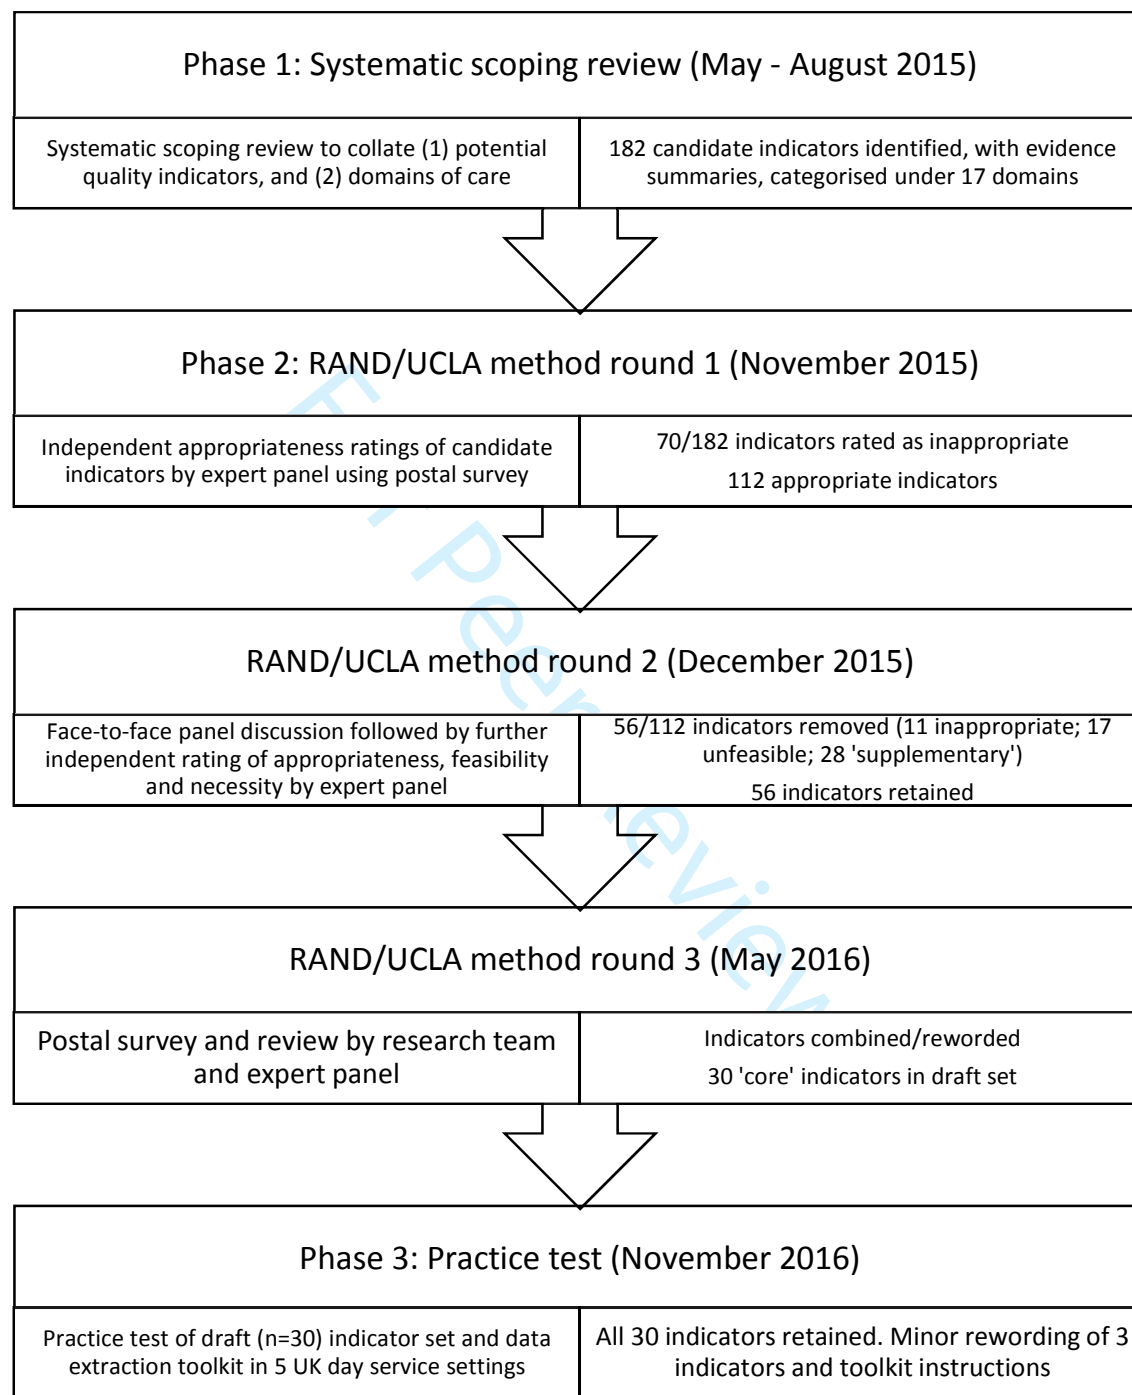 Phase 1: Systematic scoping review (May - August 2015)
Systematic scoping review to collate (1) potential
quality indicators, and (2) domains of care
182 candidate indicators identified, with evidence
summaries, categorised under 17 domains
Phase 2: RAND/UCLA method round 1 (November 2015)
Independent appropriateness ratings of candidate
indicators by expert panel using postal survey
70/182 indicators rated as inappropriate
112 appropriate indicators
RAND/UCLA method round 2 (December 2015)
Face-to-face panel discussion followed by further
independent rating of appropriateness, feasibility
and necessity by expert panel
56/112 indicators removed (11 inappropriate; 17
unfeasible; 28 'supplementary')
56 indicators retained
RAND/UCLA method round 3 (May 2016)
Postal survey and review by research team
and expert panel
Indicators combined/reworded
30 'core' indicators in draft set
Phase 3: Practice test (November 2016)
Practice test of draft (n=30) indicator set and data
extraction toolkit in 5 UK day service settings
All 30 indicators retained. Minor rewording of 3
indicators and toolkit instructions
For Peer Review